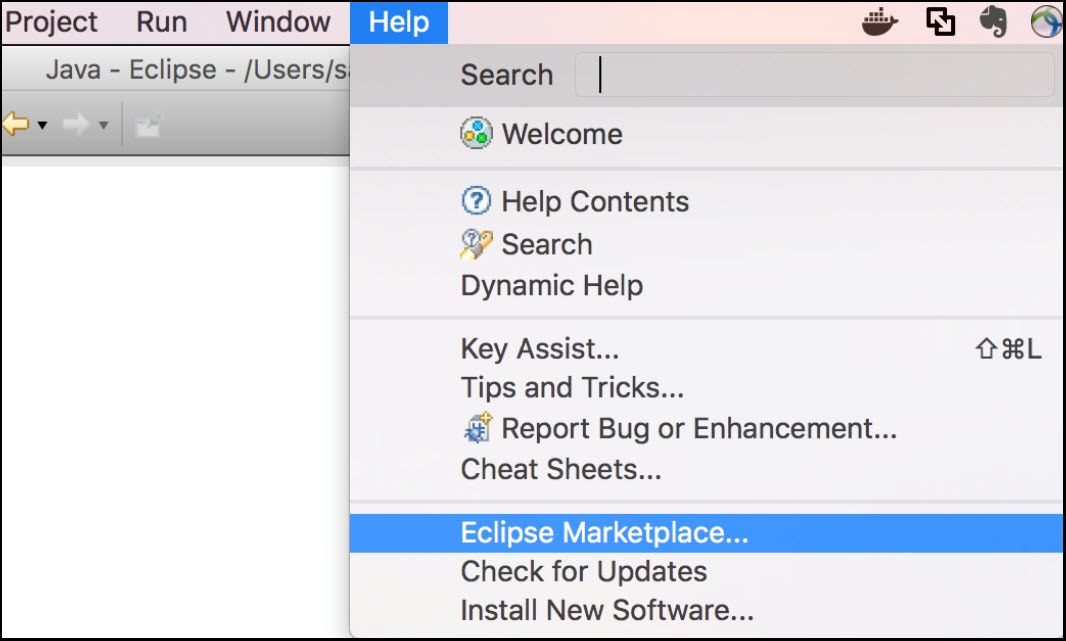 Project Run Window Help
Java - Eclipse - /Users/s
Search
Welcome
Help Contents
Search
Dynamic Help
Key Assist... ⇧⌘L
Tips and Tricks...
Report Bug or Enhancement...
Cheat Sheets...
Eclipse Marketplace...
Check for Updates
Install New Software...